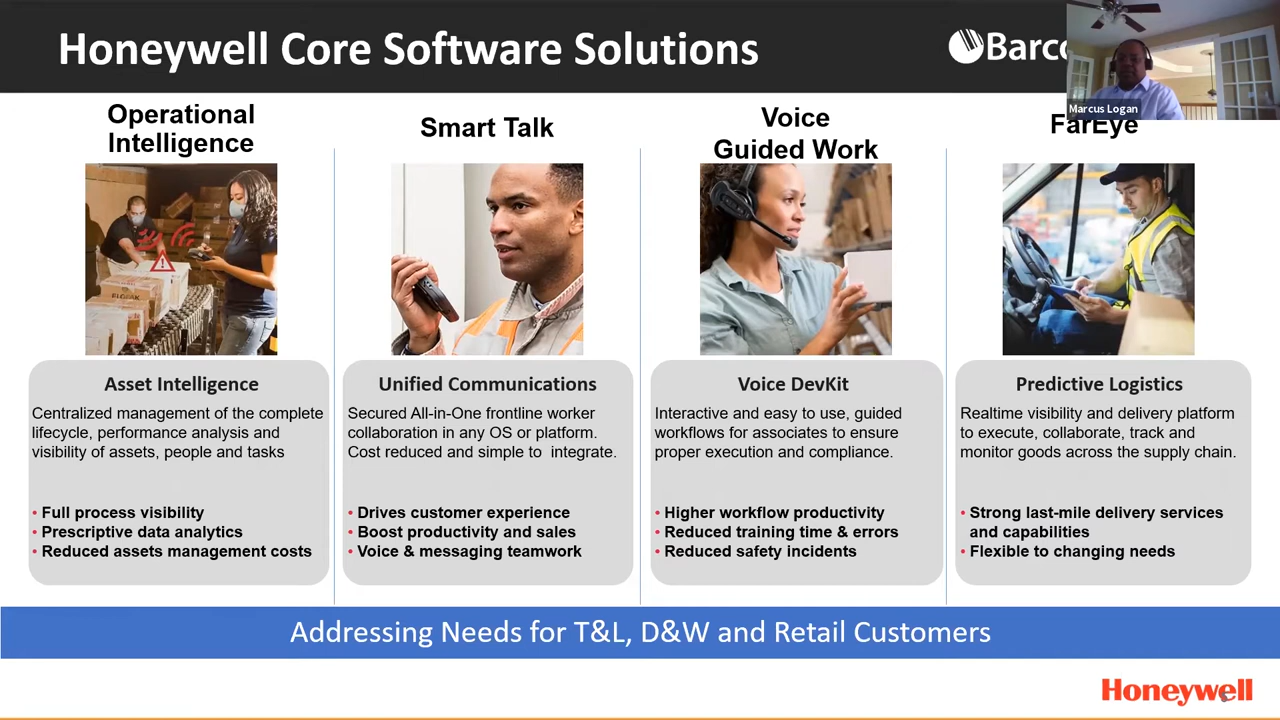 Honeywell Core Software Solutions
Marcus Logan
Operational
Intelligence
Smart Talk
Voice
Guided Work
FarEye
Asset Intelligence
Centralized management of the complete
lifecycle, performance analysis and
visibility of assets, people and tasks
• Full process visibility
• Prescriptive data analytics
• Reduced assets management costs
Unified Communications
Secured All-in-One frontline worker
collaboration in any OS or platform.
Cost reduced and simple to integrate.
• Drives customer experience
• Boost productivity and sales
• Voice & messaging teamwork
Voice DevKit
Interactive and easy to use, guided
workflows for associates to ensure
proper execution and compliance.
• Higher workflow productivity
• Reduced training time & errors
• Reduced safety incidents
Predictive Logistics
Realtime visibility and delivery platform
to execute, collaborate, track and
monitor goods across the supply chain.
• Strong last-mile delivery services
and capabilities
• Flexible to changing needs
Addressing Needs for T&L, D&W and Retail Customers
Honeywell